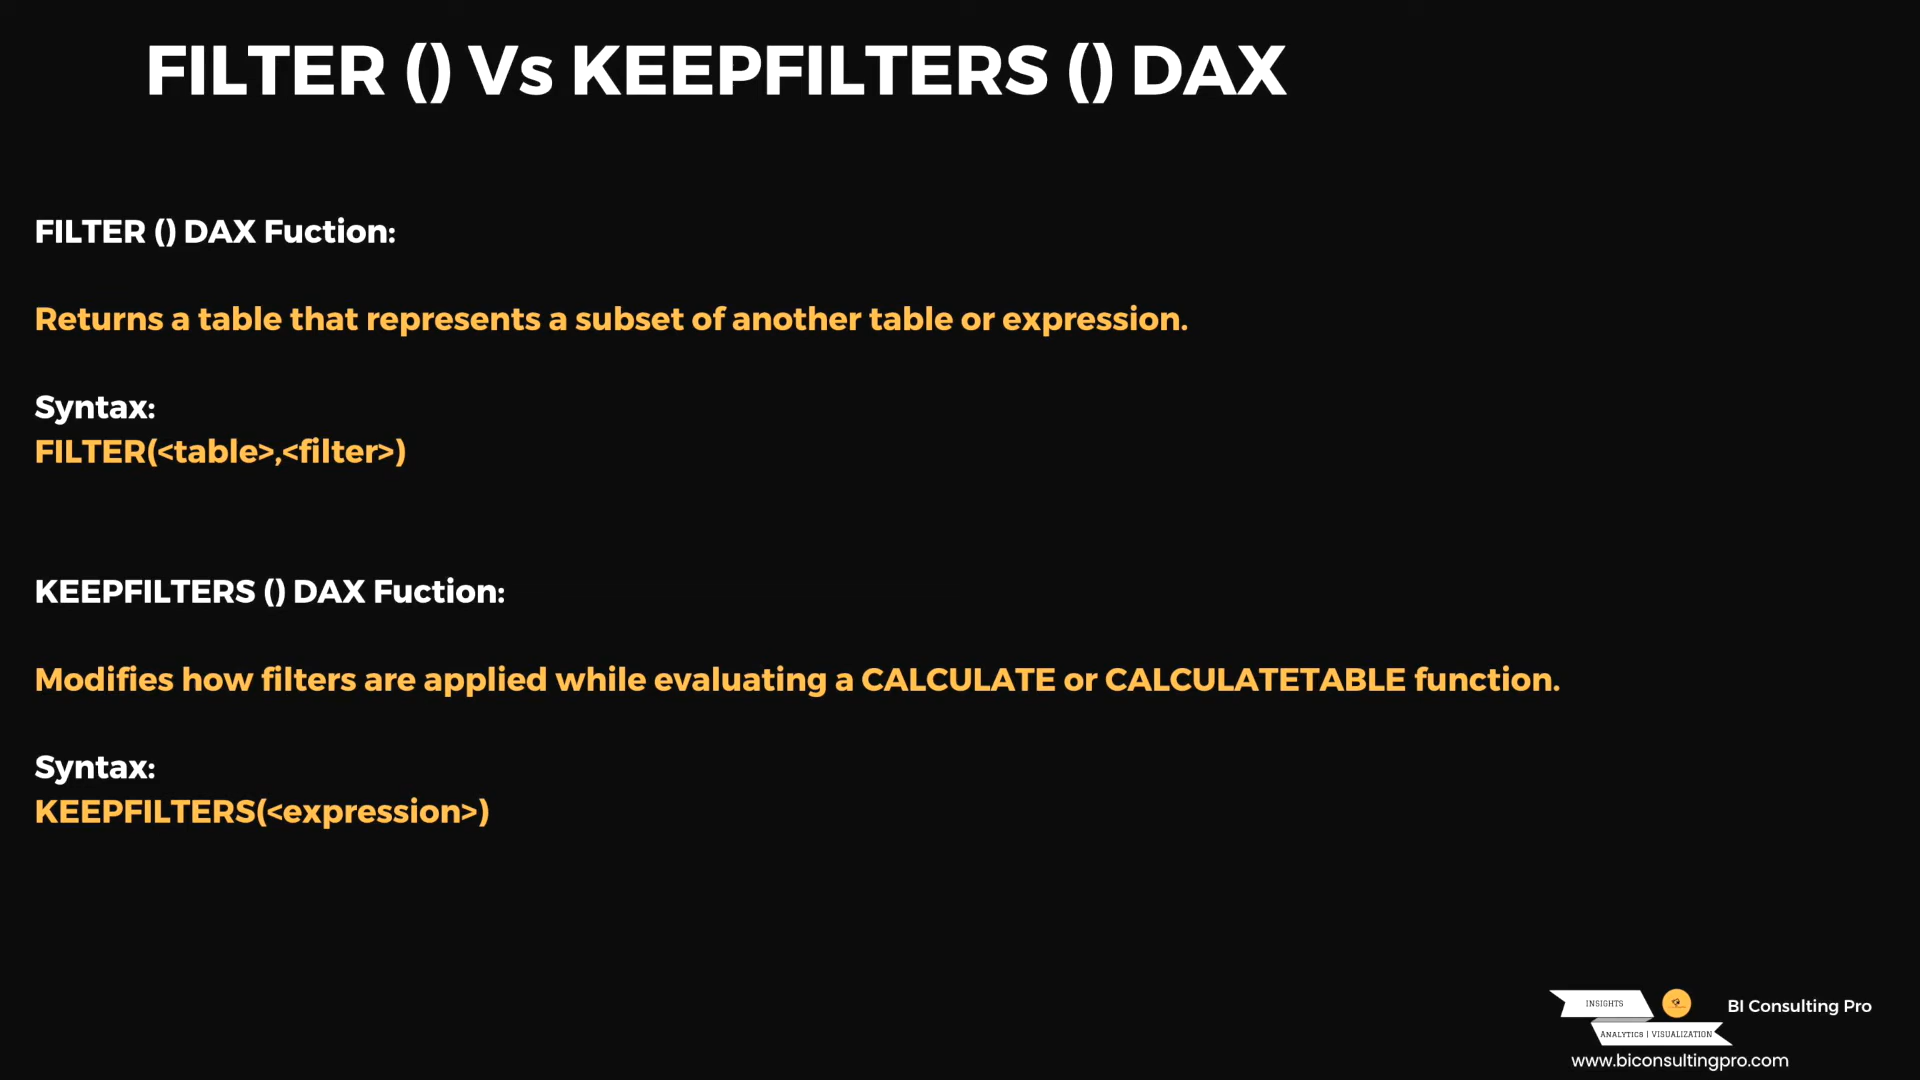 FILTER () Vs KEEPFILTERS () DAX
FILTER () DAX Fuction:
Returns a table that represents a subset of another table or expression.
Syntax:
FILTER(<table>,<filter>)
KEEPFILTERS () DAX Fuction:
Modifies how filters are applied while evaluating a CALCULATE or CALCULATETABLE function.
Syntax:
KEEPFILTERS(<expression>)
INSIGHTS
BI Consulting Pro
ANALYTICS | VISUALIZATION
www.biconsultingpro.com